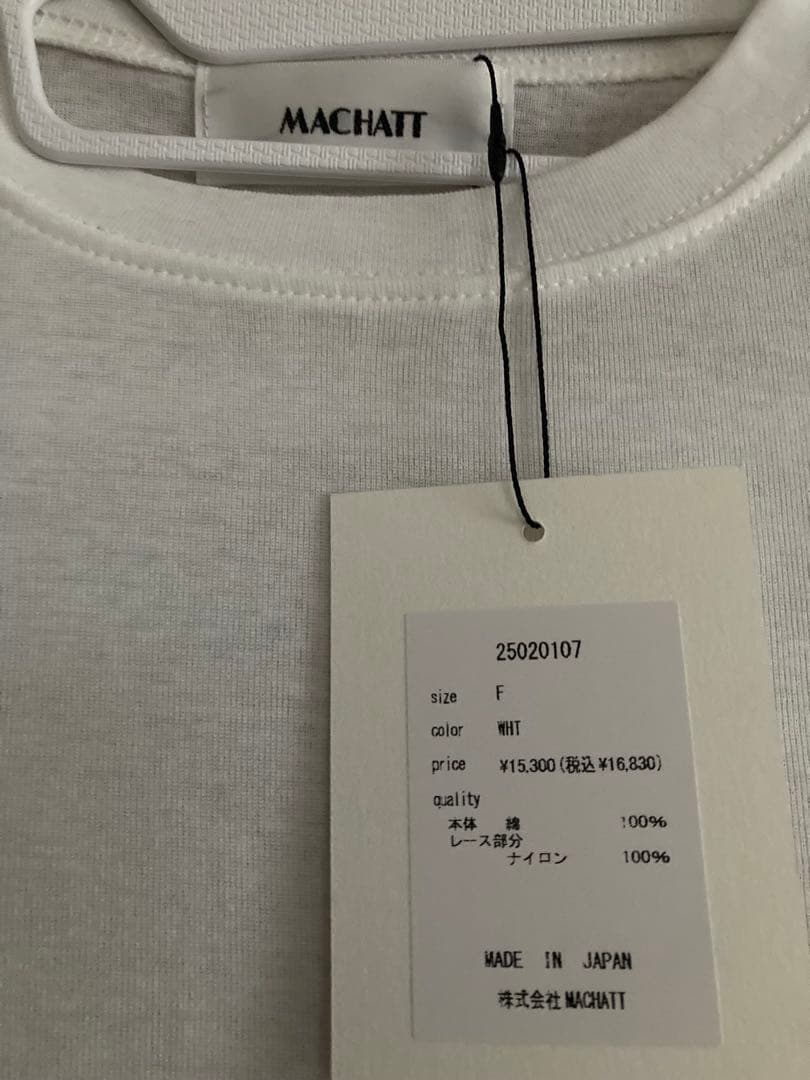 MACHATT
25020107
size F
color WHT
price ¥15,300(税込¥16,830)
quality
本体 綿 100%
レース部分
ナイロン 100%
MADE IN JAPAN
株式会社MACHATT